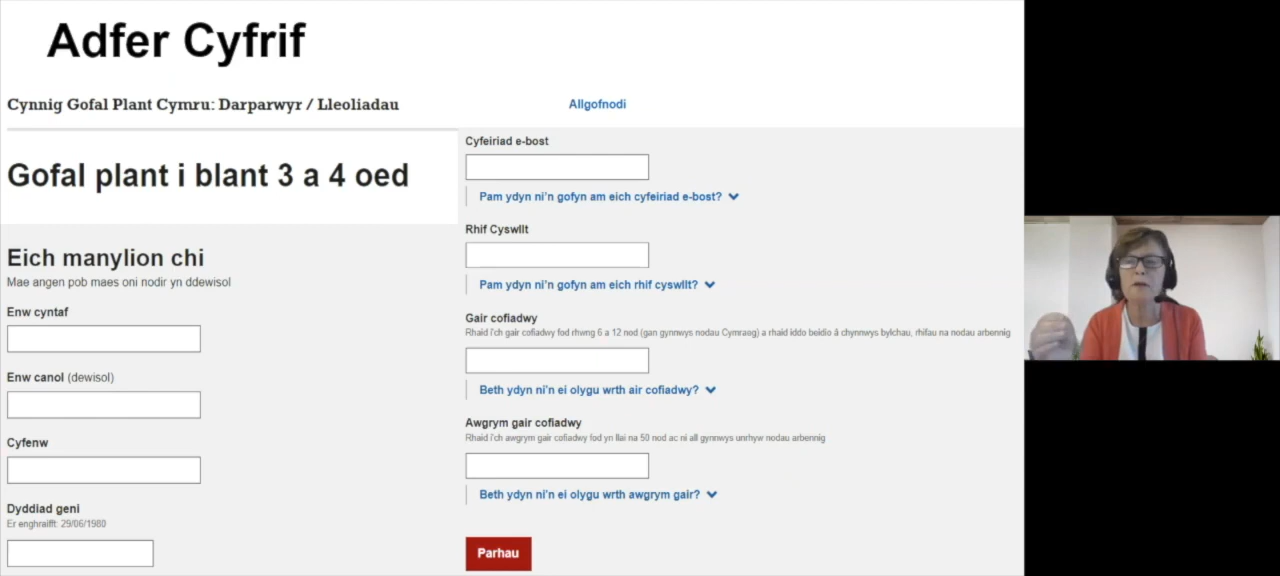 Adfer Cyfrif
Cynnig Gofal Plant Cymru: Darparwyr / Lleoliadau
Allgofnodi
Gofal plant i blant 3 a 4 oed
Eich manylion chi
Mae angen pob maes oni nodir yn ddewisol
Enw cyntaf
Enw canol (dewisol)
Cyfenw
Dyddiad geni
Er enghraifft: 29/06/1980
Cyfeiriad e-bost
Pam ydyn ni'n gofyn am eich cyfeiriad e-bost?
Rhif Cyswllt
Pam ydyn ni'n gofyn am eich rhif cyswllt?
Gair cofiadwy
Rhaid i'ch gair cofiadwy fod rhwng 6 a 12 nod (gan gynnwys nodau Cymraeg) a rhaid iddo beidio â chynnwys bylchau, rhifau na nodau arbennig
Beth ydyn ni'n ei olygu wrth air cofiadwy?
Awgrym gair cofiadwy
Rhaid i'ch awgrym gair cofiadwy fod yn llai na 50 nod ac ni all gynnwys unrhyw nodau arbennig
Beth ydyn ni'n ei olygu wrth awgrym gair?
Parhau